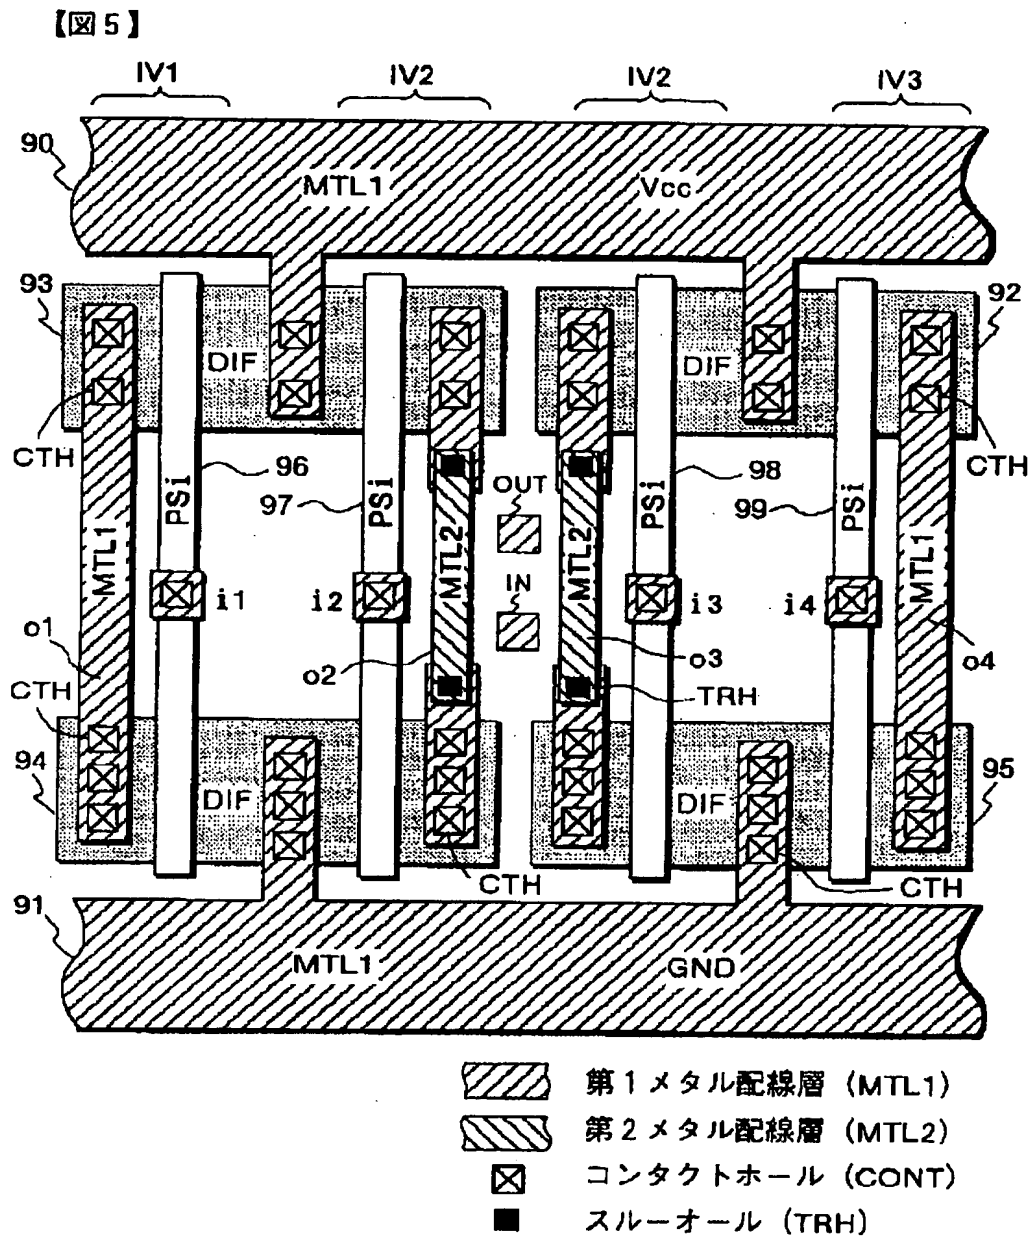 【図5】
IV1 IV2 IV2 IV3
90
MTL1 Vcc
93 92
DIF DIF
CTH CTH
96 98
97 99
PSi PSi PSi PSi
OUT
MTL1 MTL2 MTL2 MTL1
IN
i1 i2 i3 i4
o1 o2 o3 o4
CTH TRH
94 95
DIF DIF
CTH CTH
91
MTL1 GND
第1メタル配線層 (MTL1)
第2メタル配線層 (MTL2)
コンタクトホール (CONT)
スルーオール (TRH)